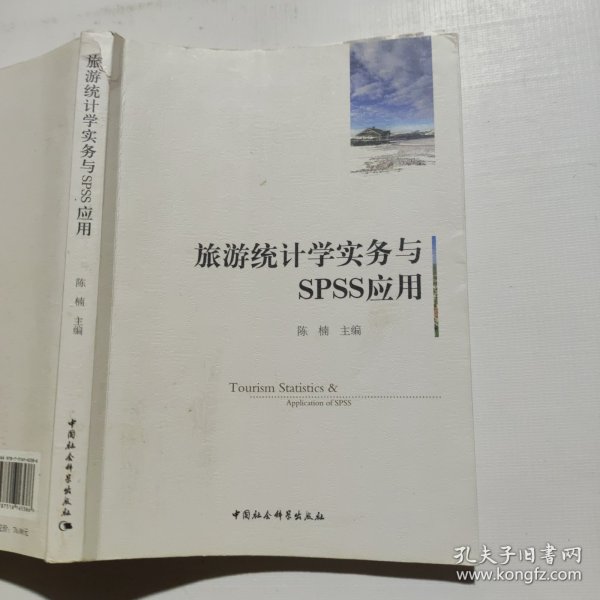 旅游统计学实务与
SPSS应用
陈 楠 主编
Tourism Statistics &
Application of SPSS
中国社会科学出版社
旅游统计学实务与SPSS应用
陈 楠 主编
中国社会科学出版社
孔夫子旧书网
www.kongfz.com